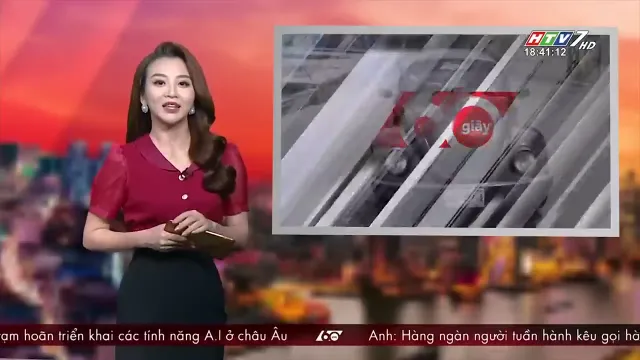 HTV7 HD
18:41:12
60 giây
ạm hoãn triển khai các tính năng A.I ở châu Âu 60 Anh: Hàng ngàn người tuần hành kêu gọi hà